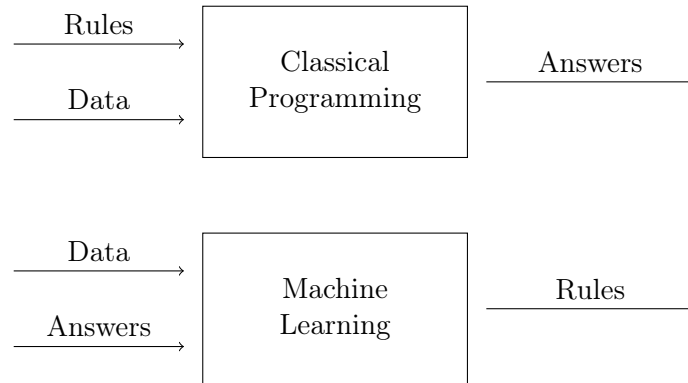 Rules
Data
Classical
Programming
Answers
Data
Answers
Machine
Learning
Rules